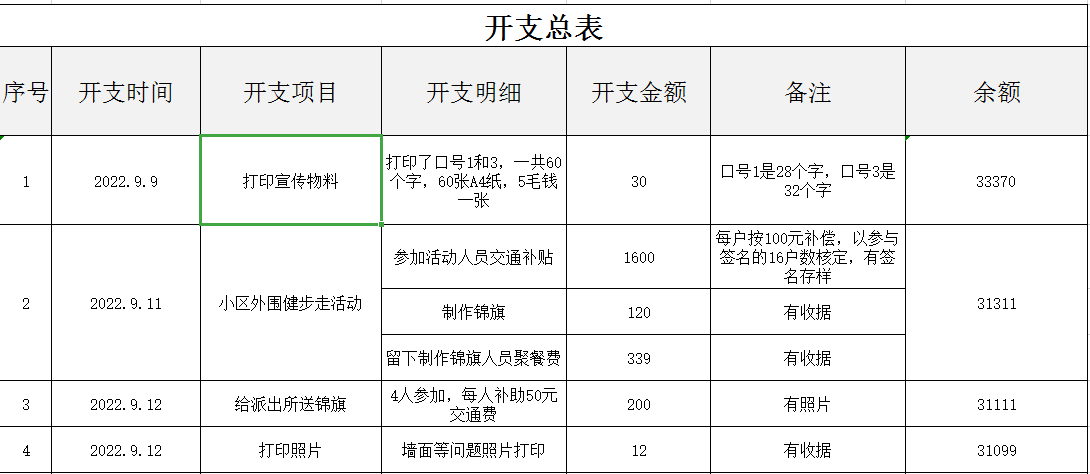 开支总表
序号 开支时间 开支项目 开支明细 开支金额 备注 余额
1 2022.9.9 打印宣传物料 打印了口号1和3，一共60
个字，60张A4纸，5毛钱
一张 30 口号1是28个字，口号3是
32个字 33370
2 2022.9.11 小区外围健步走活动 参加活动人员交通补贴 1600 每户按100元补偿，以参与
签名的16户数核定，有签
名存样 31311
制作锦旗 120 有收据
留下制作锦旗人员聚餐费 339 有收据
3 2022.9.12 给派出所送锦旗 4人参加，每人补助50元
交通费 200 有照片 31111
4 2022.9.12 打印照片 墙面等问题照片打印 12 有收据 31099